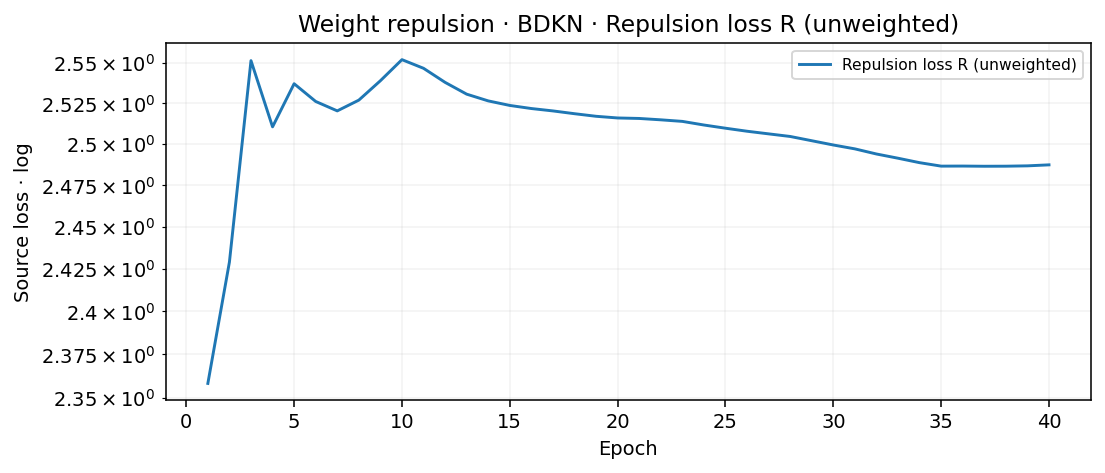 Weight repulsion · BDKN · Repulsion loss R (unweighted)
Repulsion loss R (unweighted)
Source loss · log
2.55 × 10⁰
2.525 × 10⁰
2.5 × 10⁰
2.475 × 10⁰
2.45 × 10⁰
2.425 × 10⁰
2.4 × 10⁰
2.375 × 10⁰
2.35 × 10⁰
0 5 10 15 20 25 30 35 40
Epoch